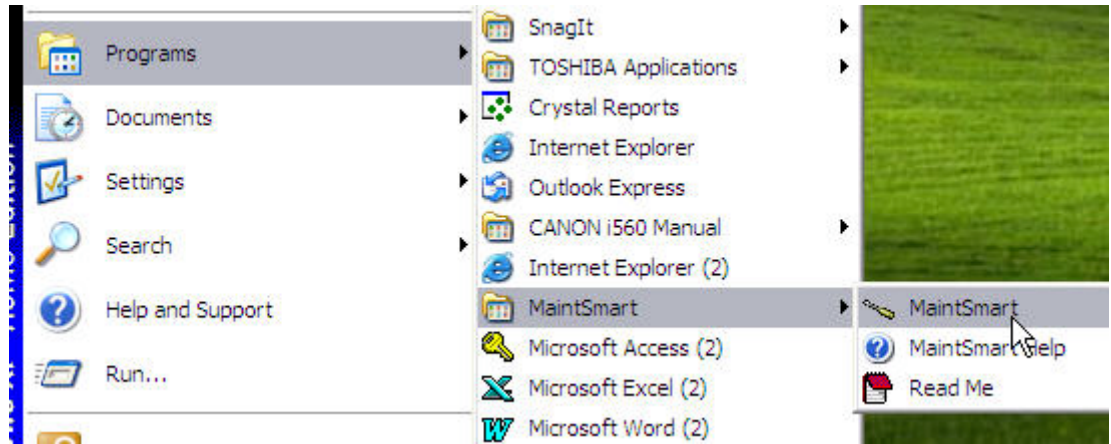 Programs
Documents
Settings
Search
Help and Support
Run...
SnagIt
TOSHIBA Applications
Crystal Reports
Internet Explorer
Outlook Express
CANON i560 Manual
Internet Explorer (2)
MaintSmart
Microsoft Access (2)
Microsoft Excel (2)
Microsoft Word (2)
MaintSmart
MaintSmart Help
Read Me